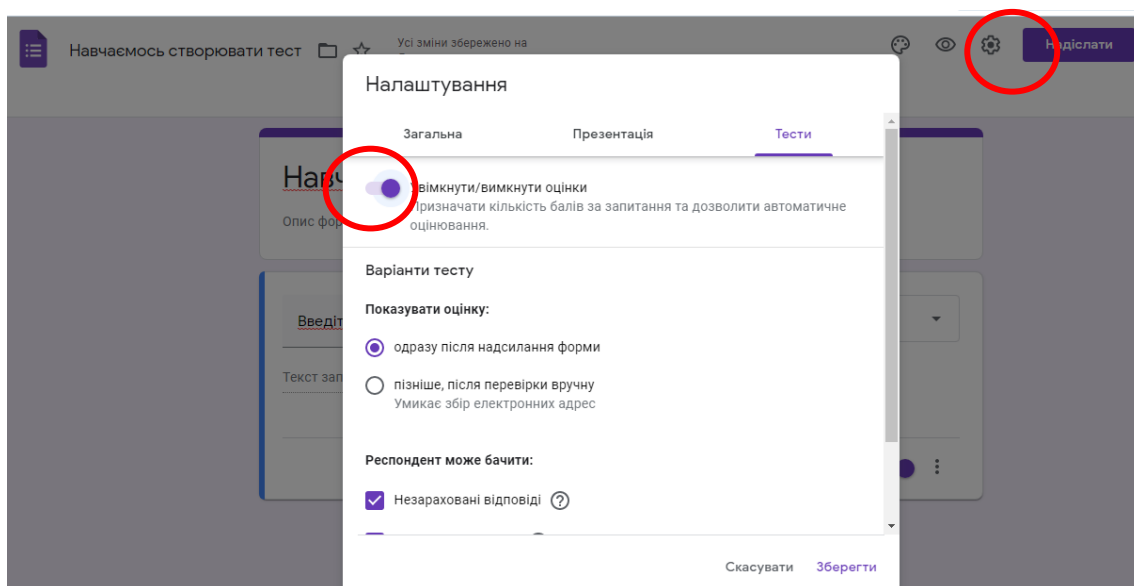 Навчаємось створювати тест
Усі зміни збережено на
Надіслати
Налаштування
Загальна
Презентація
Тести
Увімкнути/вимкнути оцінки
Призначати кількість балів за запитання та дозволити автоматичне
оцінювання.
Опис фор
Варіанти тесту
Показувати оцінку:
Введіт
одразу після надсилання форми
Текст зап
пізніше, після перевірки вручну
Умикає збір електронних адрес
Респондент може бачити:
Незараховані відповіді
Скасувати
Зберегти